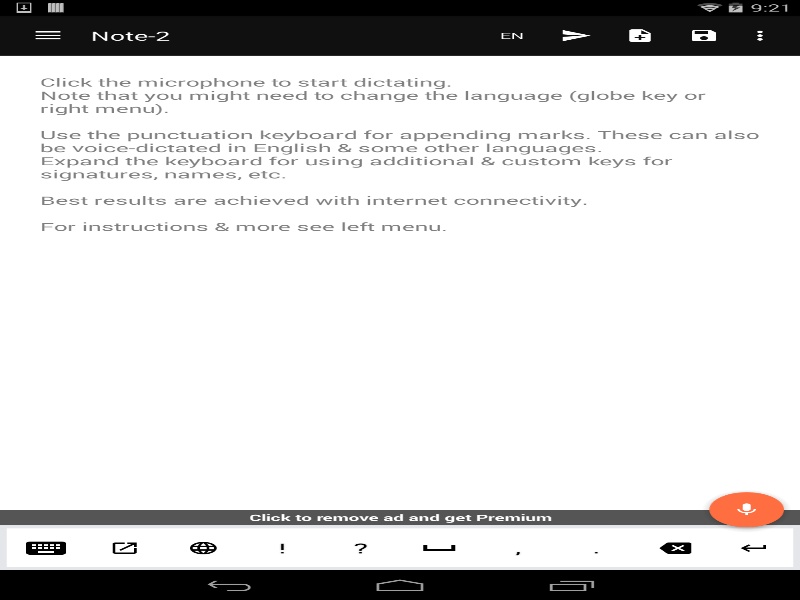 9:21
Note-2
EN
Click the microphone to start dictating.
Note that you might need to change the language (globe key or
right menu).
Use the punctuation keyboard for appending marks. These can also
be voice-dictated in English & some other languages.
Expand the keyboard for using additional & custom keys for
signatures, names, etc.
Best results are achieved with internet connectivity.
For instructions & more see left menu.
Click to remove ad and get Premium
! ? , .